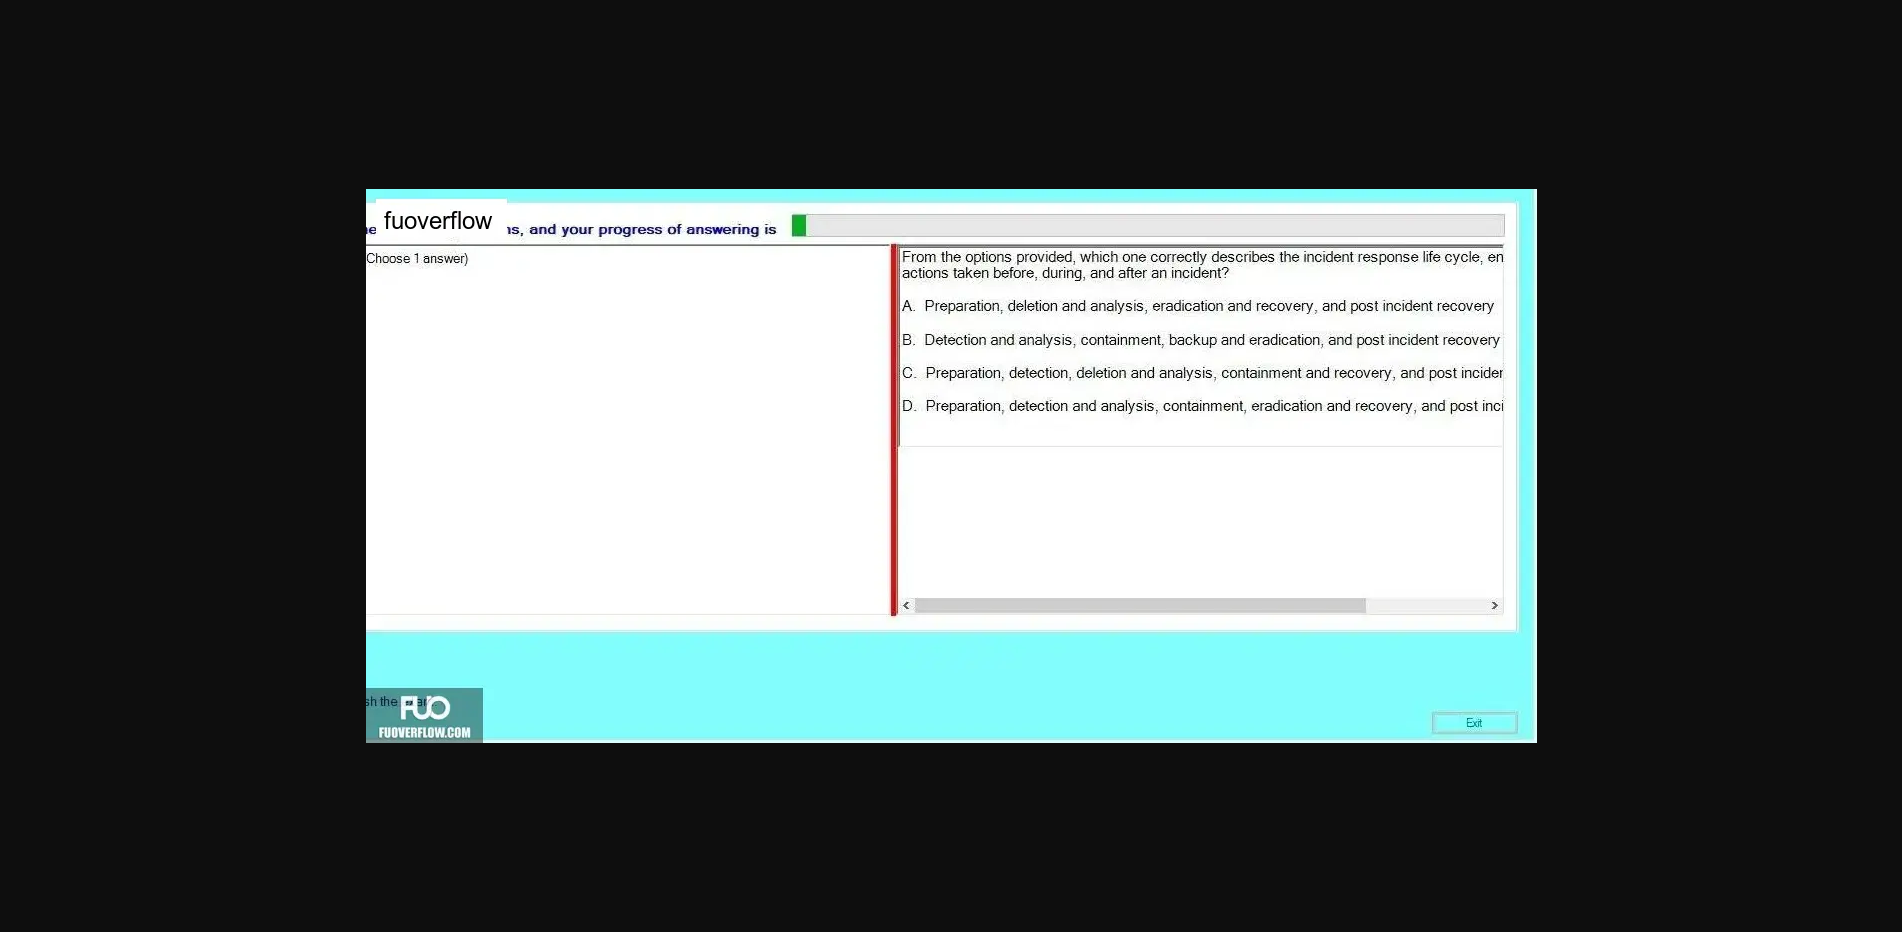 fuoverflow
ns, and your progress of answering is
Choose 1 answer)
From the options provided, which one correctly describes the incident response life cycle, en
actions taken before, during, and after an incident?
A. Preparation, deletion and analysis, eradication and recovery, and post incident recovery
B. Detection and analysis, containment, backup and eradication, and post incident recovery
C. Preparation, detection, deletion and analysis, containment and recovery, and post incider
D. Preparation, detection and analysis, containment, eradication and recovery, and post inci
sh the
FUO
FUOVERFLOW.COM
Exit